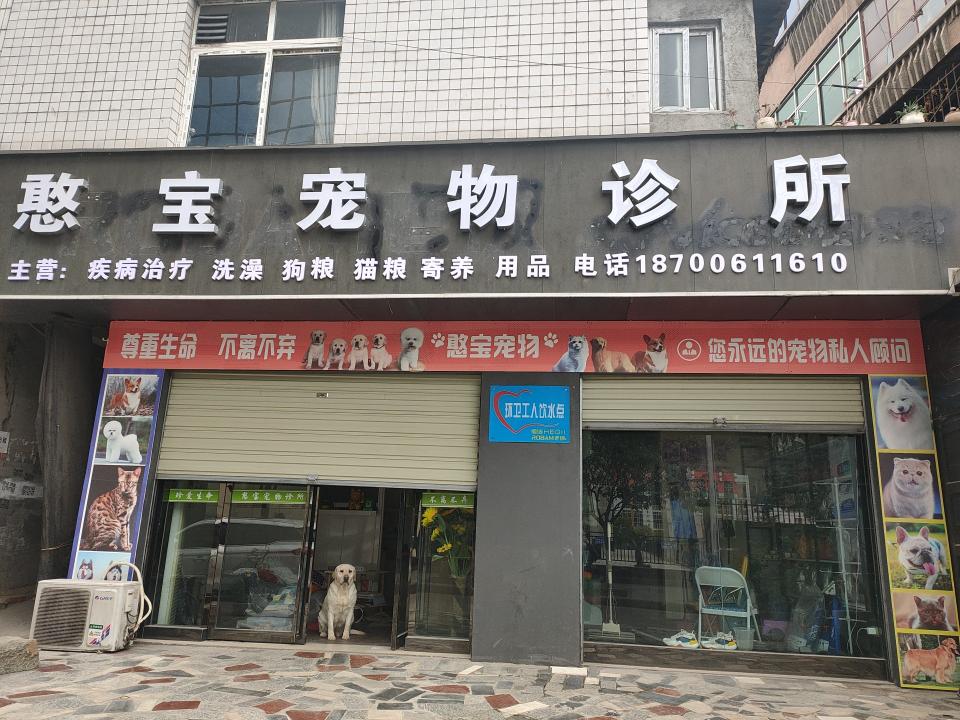 憨宝宠物诊所
主营: 疾病治疗 洗澡 狗粮 猫粮 寄养 用品 电话18700611610
尊重生命 不离不弃 憨宝宠物 您永远的宠物私人顾问
环卫工人饮水点
珍爱生命 憨宝宠物诊所 不离不弃
GREE